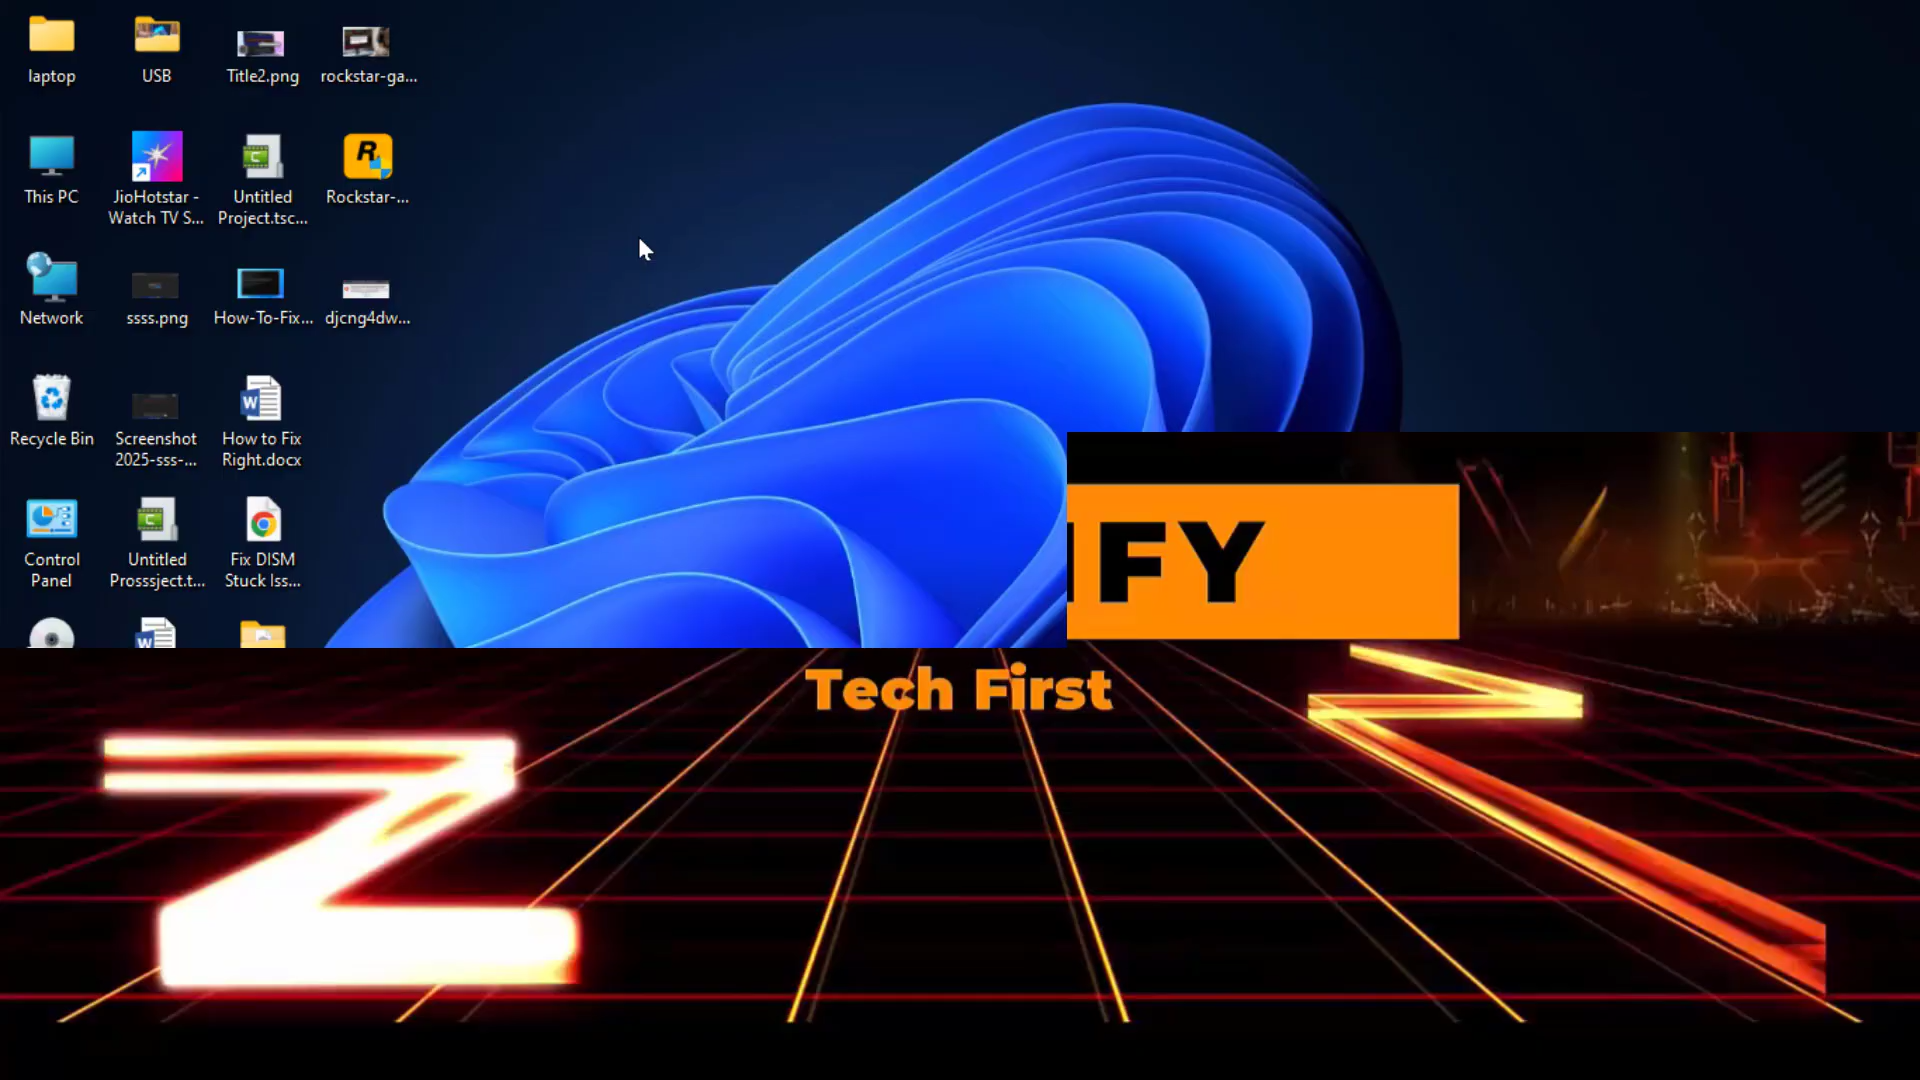 laptop
USB
Title2.png
rockstar-ga...
This PC
JioHotstar -
Watch TV S...
Untitled
Project.tsc...
Rockstar-...
Network
ssss.png
How-To-Fix...
djcng4dw...
Recycle Bin
Screenshot
2025-sss-...
How to Fix
Right.docx
Control
Panel
Untitled
Prosssject.t...
Fix DISM
Stuck Iss...
FY
Tech First